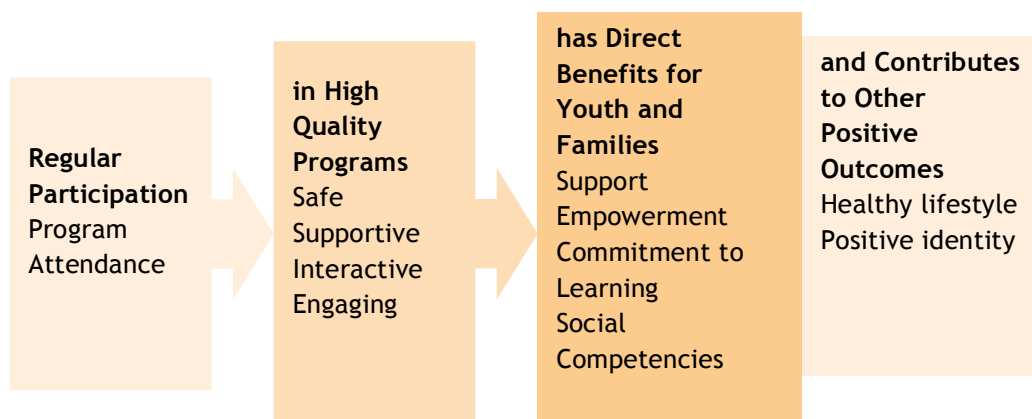 Regular
Participation
Program
Attendance
in High
Quality
Programs
Safe
Supportive
Interactive
Engaging
has Direct
Benefits for
Youth and
Families
Support
Empowerment
Commitment to
Learning
Social
Competencies
and Contributes
to Other
Positive
Outcomes
Healthy lifestyle
Positive identity